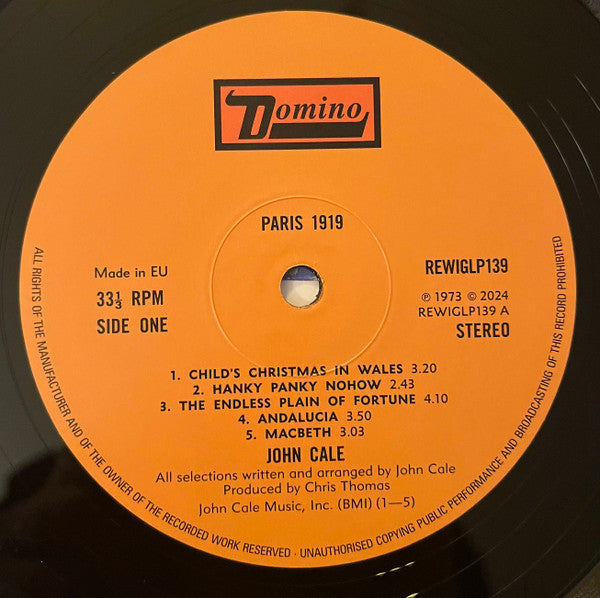 Domino
PARIS 1919
Made in EU
33⅓ RPM
SIDE ONE
REWIGLP139
℗ 1973 © 2024
REWIGLP139 A
STEREO
1. CHILD'S CHRISTMAS IN WALES 3.20
2. HANKY PANKY NOHOW 2.43
3. THE ENDLESS PLAIN OF FORTUNE 4.10
4. ANDALUCIA 3.50
5. MACBETH 3.03
JOHN CALE
All selections written and arranged by John Cale
Produced by Chris Thomas
John Cale Music, Inc. (BMI) (1—5)
ALL RIGHTS OF THE MANUFACTURER AND OF THE OWNER OF THE RECORDED WORK RESERVED · UNAUTHORISED COPYING PUBLIC PERFORMANCE AND BROADCASTING OF THIS RECORD PROHIBITED